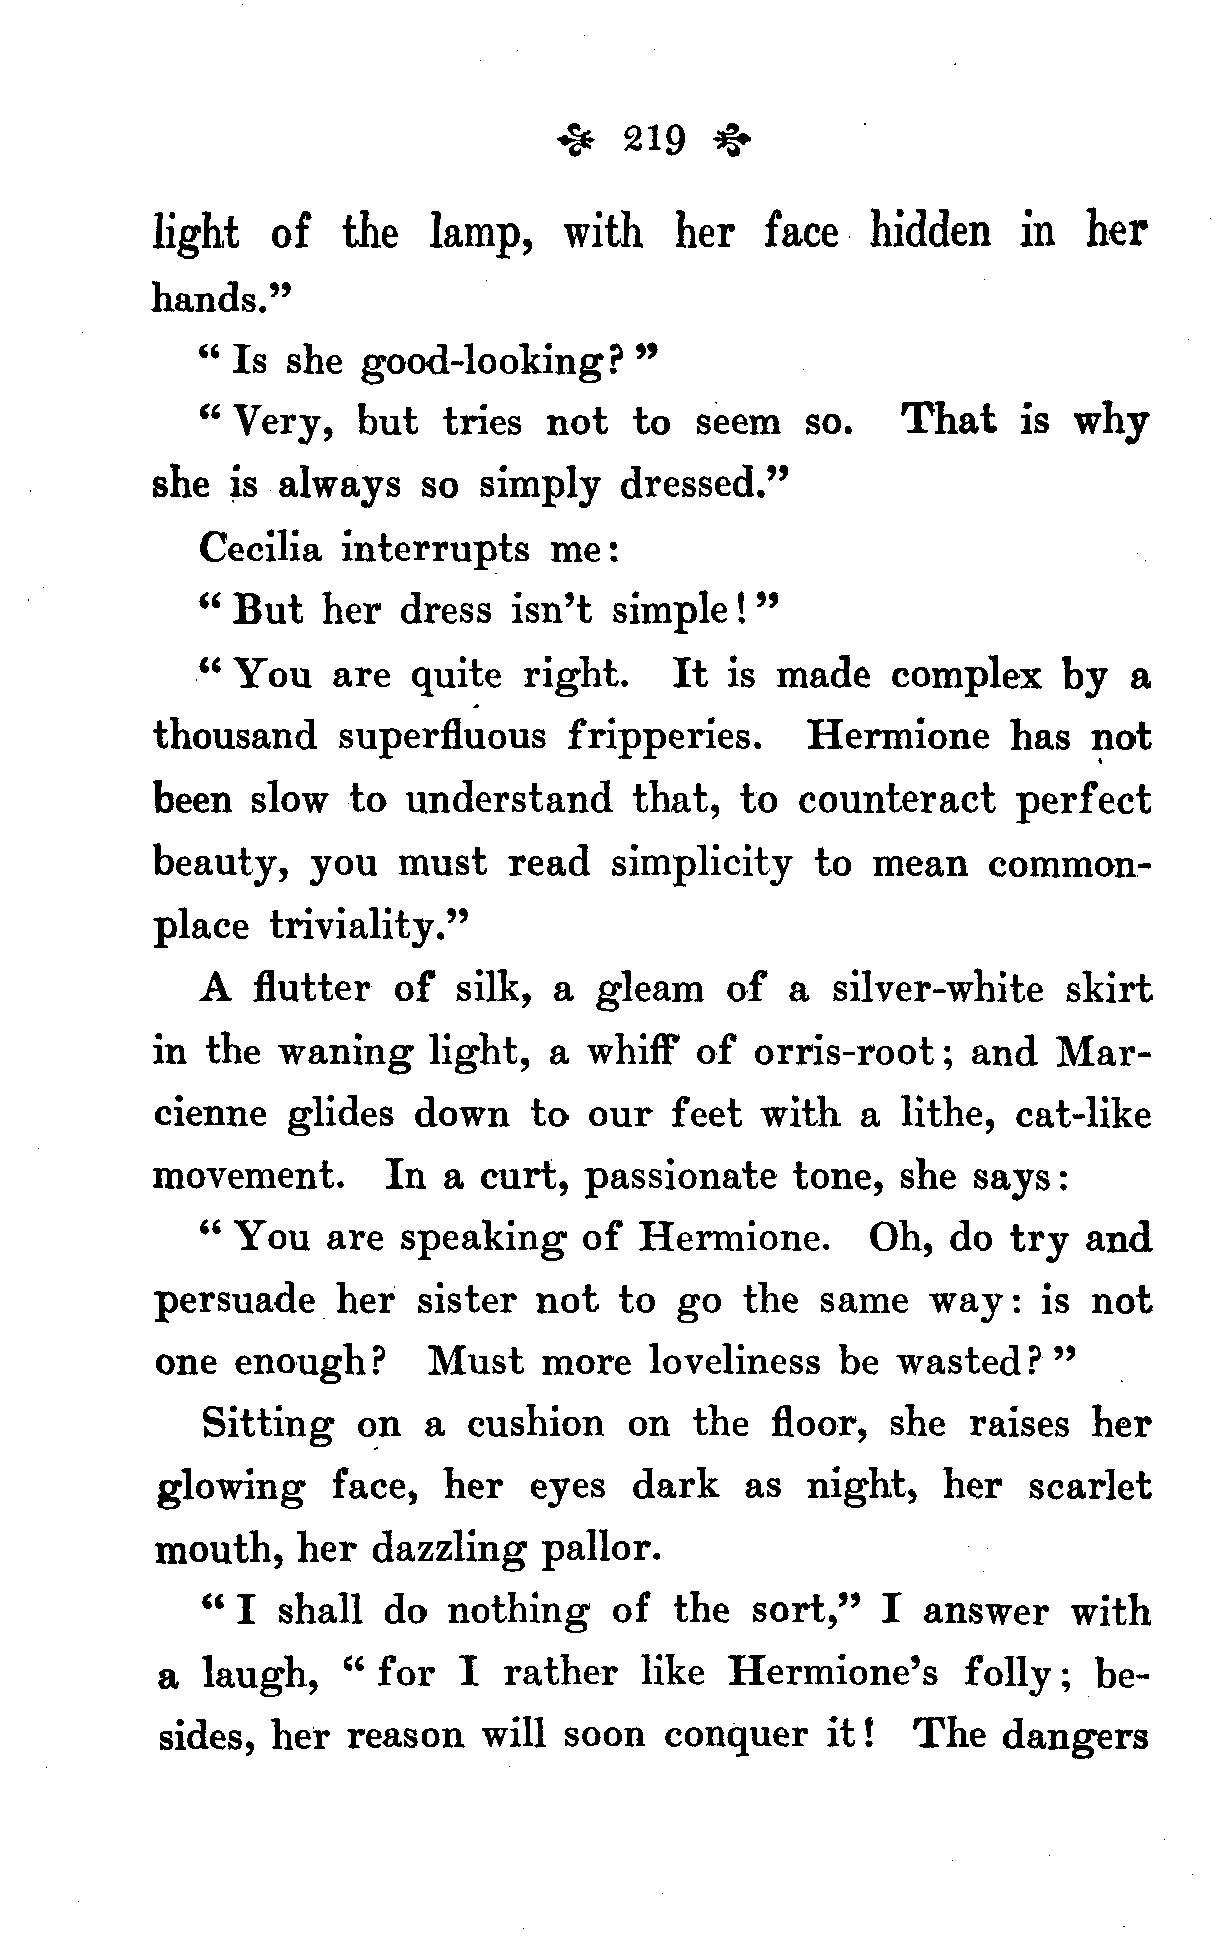 219
light of the lamp, with her face hidden in her
hands."
"Is she good-looking?"
"Very, but tries not to seem so. That is why
she is always so simply dressed."
Cecilia interrupts me:
"But her dress isn't simple!"
"You are quite right. It is made complex by a
thousand superfluous fripperies. Hermione has not
been slow to understand that, to counteract perfect
beauty, you must read simplicity to mean common-
place triviality."
A flutter of silk, a gleam of a silver-white skirt
in the waning light, a whiff of orris-root; and Mar-
cienne glides down to our feet with a lithe, cat-like
movement. In a curt, passionate tone, she says:
"You are speaking of Hermione. Oh, do try and
persuade her sister not to go the same way: is not
one enough? Must more loveliness be wasted?"
Sitting on a cushion on the floor, she raises her
glowing face, her eyes dark as night, her scarlet
mouth, her dazzling pallor.
"I shall do nothing of the sort," I answer with
a laugh, "for I rather like Hermione's folly; be-
sides, her reason will soon conquer it! The dangers